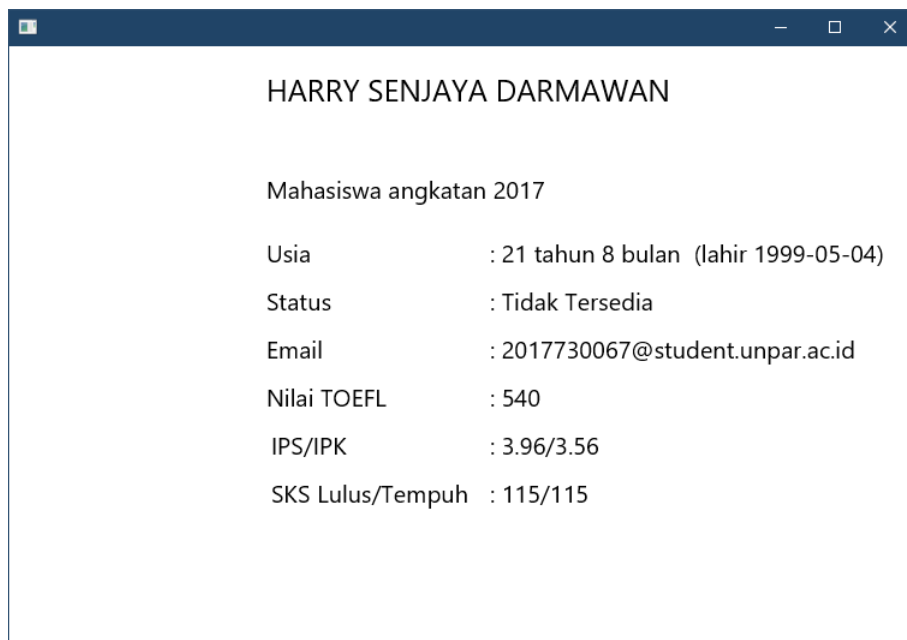 HARRY SENJAYA DARMAWAN
Mahasiswa angkatan 2017
Usia : 21 tahun 8 bulan (lahir 1999-05-04)
Status : Tidak Tersedia
Email : 2017730067@student.unpar.ac.id
Nilai TOEFL : 540
IPS/IPK : 3.96/3.56
SKS Lulus/Tempuh : 115/115